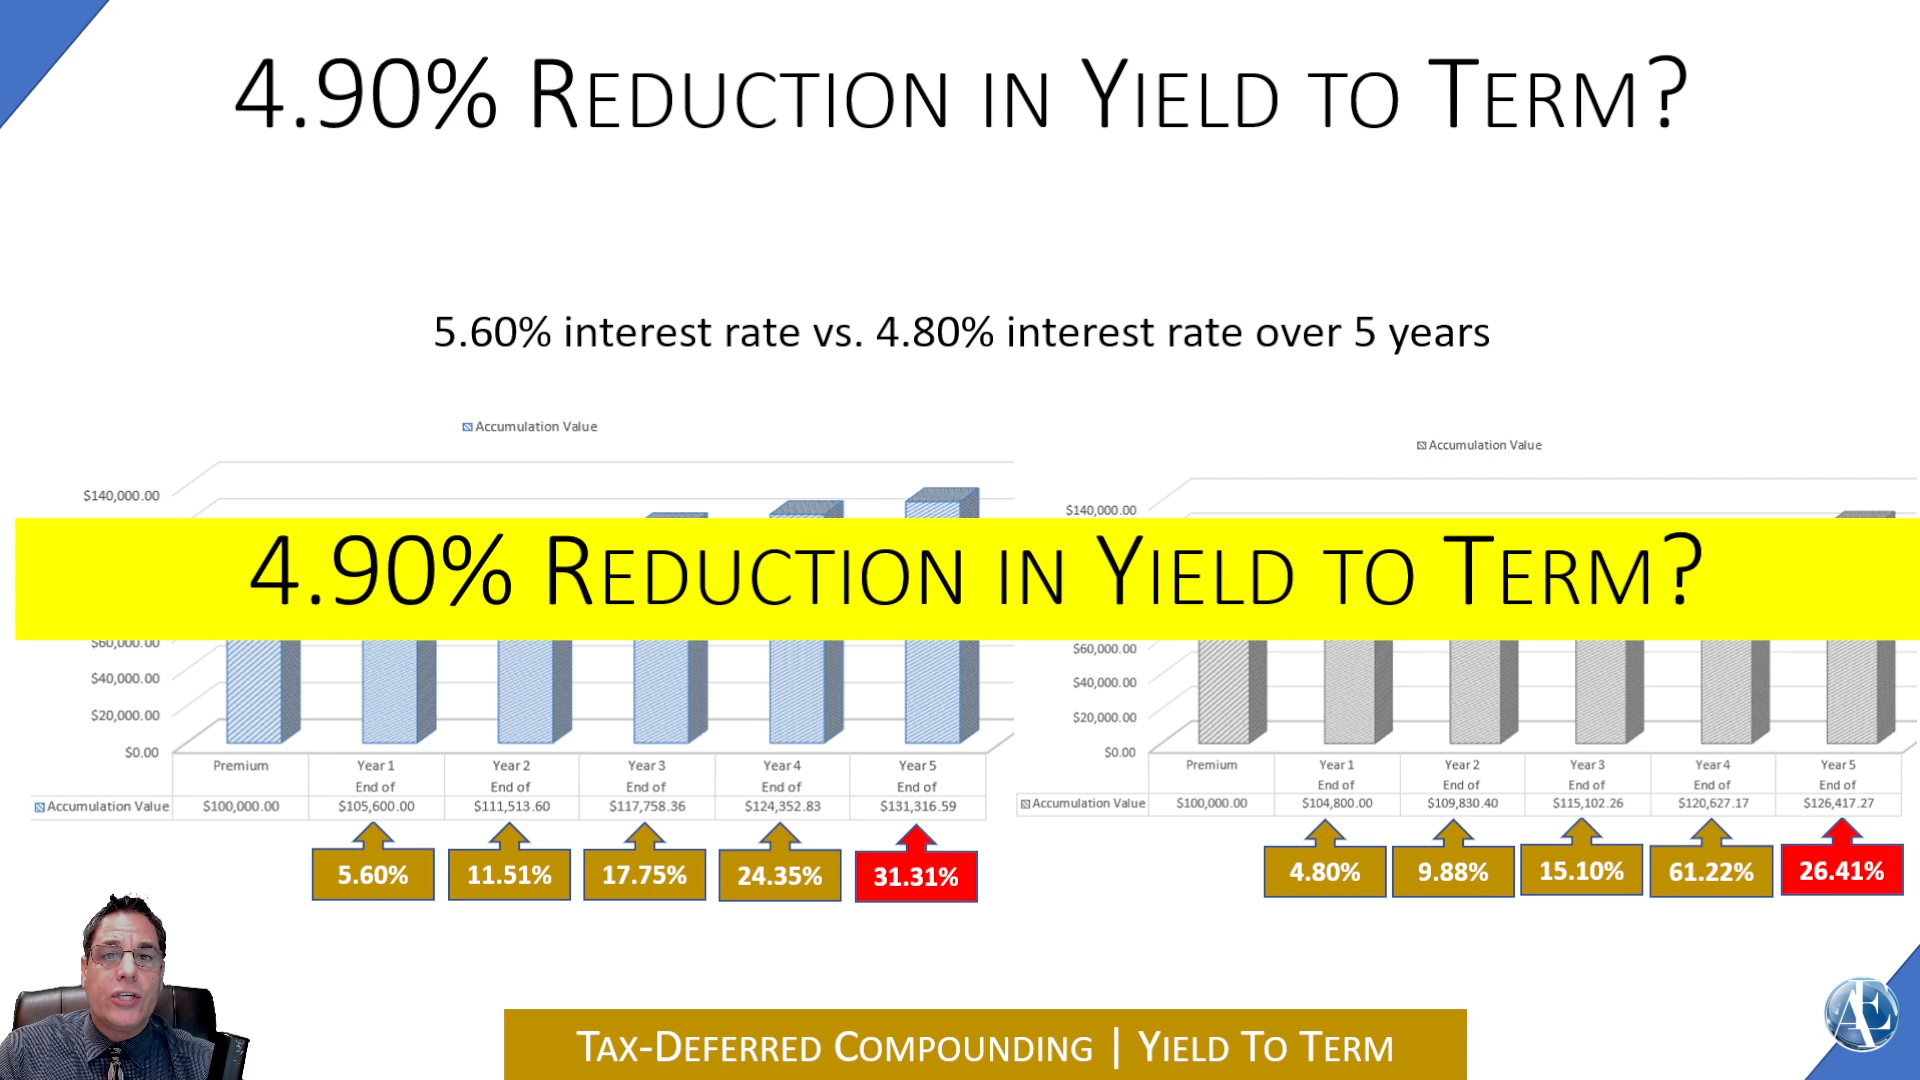 4.90% REDUCTION IN YIELD TO TERM?
5.60% interest rate vs. 4.80% interest rate over 5 years
Accumulation Value
$140,000.00
4.90% REDUCTION IN YIELD TO TERM?
$60,000.00
$40,000.00
$20,000.00
$0.00
Premium Year 1 Year 2 Year 3 Year 4 Year 5
End of End of End of End of End of
Accumulation Value $100,000.00 $105,600.00 $111,513.60 $117,758.36 $124,352.83 $131,316.59
5.60% 11.51% 17.75% 24.35% 31.31%
Accumulation Value
$140,000.00
$60,000.00
$40,000.00
$20,000.00
$0.00
Premium Year 1 Year 2 Year 3 Year 4 Year 5
End of End of End of End of End of
Accumulation Value $100,000.00 $104,800.00 $109,830.40 $115,102.26 $120,627.17 $126,417.27
4.80% 9.88% 15.10% 61.22% 26.41%
TAX-DEFERRED COMPOUNDING | YIELD TO TERM
AE